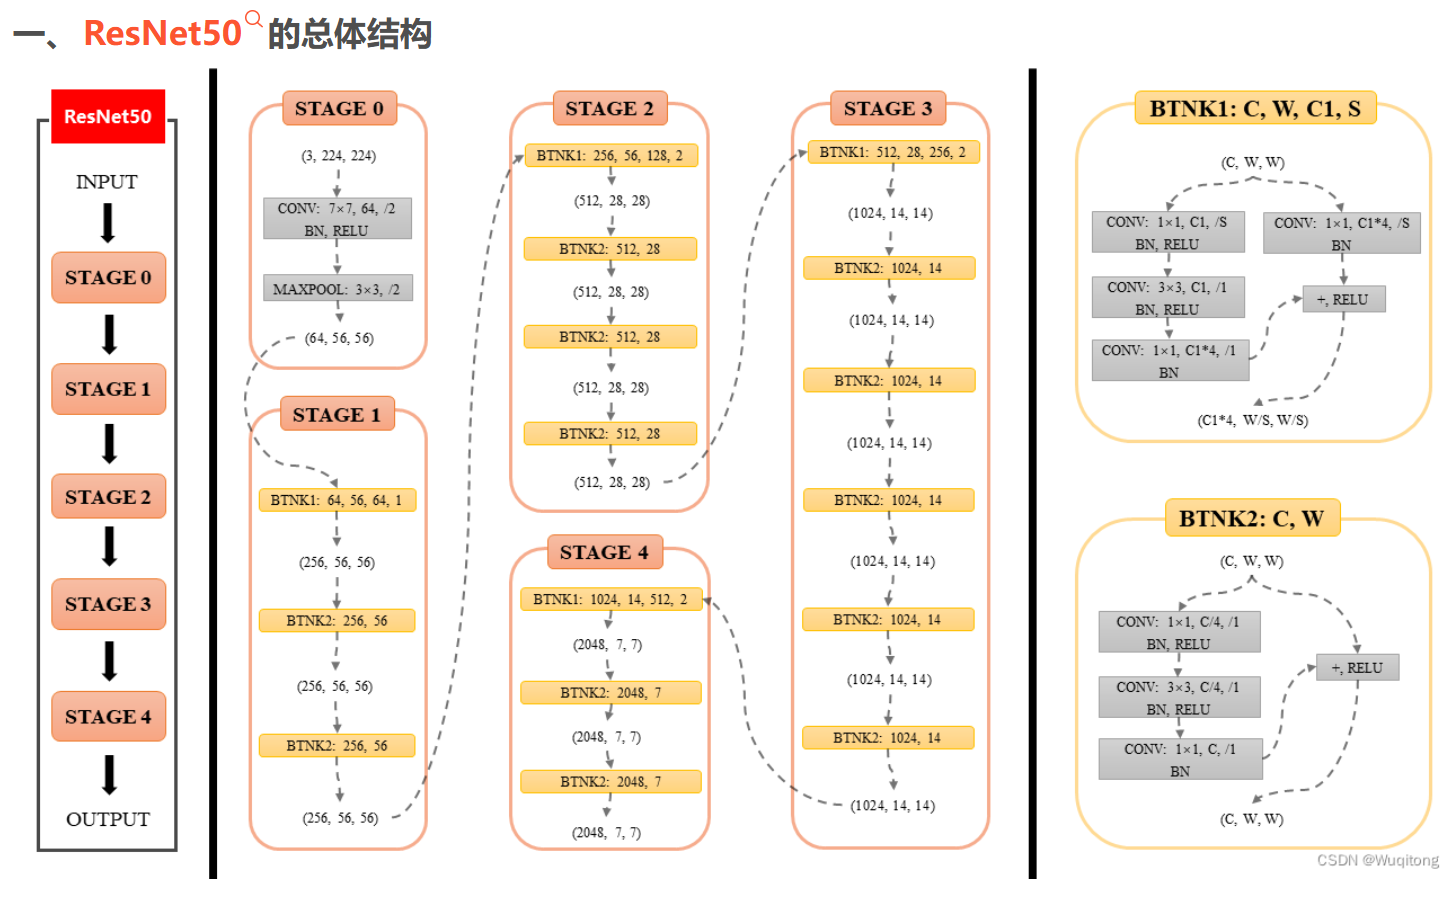 一、 ResNet50 的总体结构
ResNet50
INPUT
STAGE 0
STAGE 1
STAGE 2
STAGE 3
STAGE 4
OUTPUT
STAGE 0
(3, 224, 224)
CONV: 7×7, 64, /2
BN, RELU
MAXPOOL: 3×3, /2
(64, 56, 56)
STAGE 1
BTNK1: 64, 56, 64, 1
(256, 56, 56)
BTNK2: 256, 56
(256, 56, 56)
BTNK2: 256, 56
(256, 56, 56)
STAGE 2
BTNK1: 256, 56, 128, 2
(512, 28, 28)
BTNK2: 512, 28
(512, 28, 28)
BTNK2: 512, 28
(512, 28, 28)
BTNK2: 512, 28
(512, 28, 28)
STAGE 3
BTNK1: 512, 28, 256, 2
(1024, 14, 14)
BTNK2: 1024, 14
(1024, 14, 14)
BTNK2: 1024, 14
(1024, 14, 14)
BTNK2: 1024, 14
(1024, 14, 14)
BTNK2: 1024, 14
(1024, 14, 14)
BTNK2: 1024, 14
(1024, 14, 14)
STAGE 4
BTNK1: 1024, 14, 512, 2
(2048, 7, 7)
BTNK2: 2048, 7
(2048, 7, 7)
BTNK2: 2048, 7
(2048, 7, 7)
BTNK1: C, W, C1, S
(C, W, W)
CONV: 1×1, C1, /S
BN, RELU
CONV: 3×3, C1, /1
BN, RELU
CONV: 1×1, C1*4, /1
BN
CONV: 1×1, C1*4, /S
BN
+, RELU
(C1*4, W/S, W/S)
BTNK2: C, W
(C, W, W)
CONV: 1×1, C/4, /1
BN, RELU
CONV: 3×3, C/4, /1
BN, RELU
CONV: 1×1, C, /1
BN
+, RELU
(C, W, W)
CSDN @Wuqitong